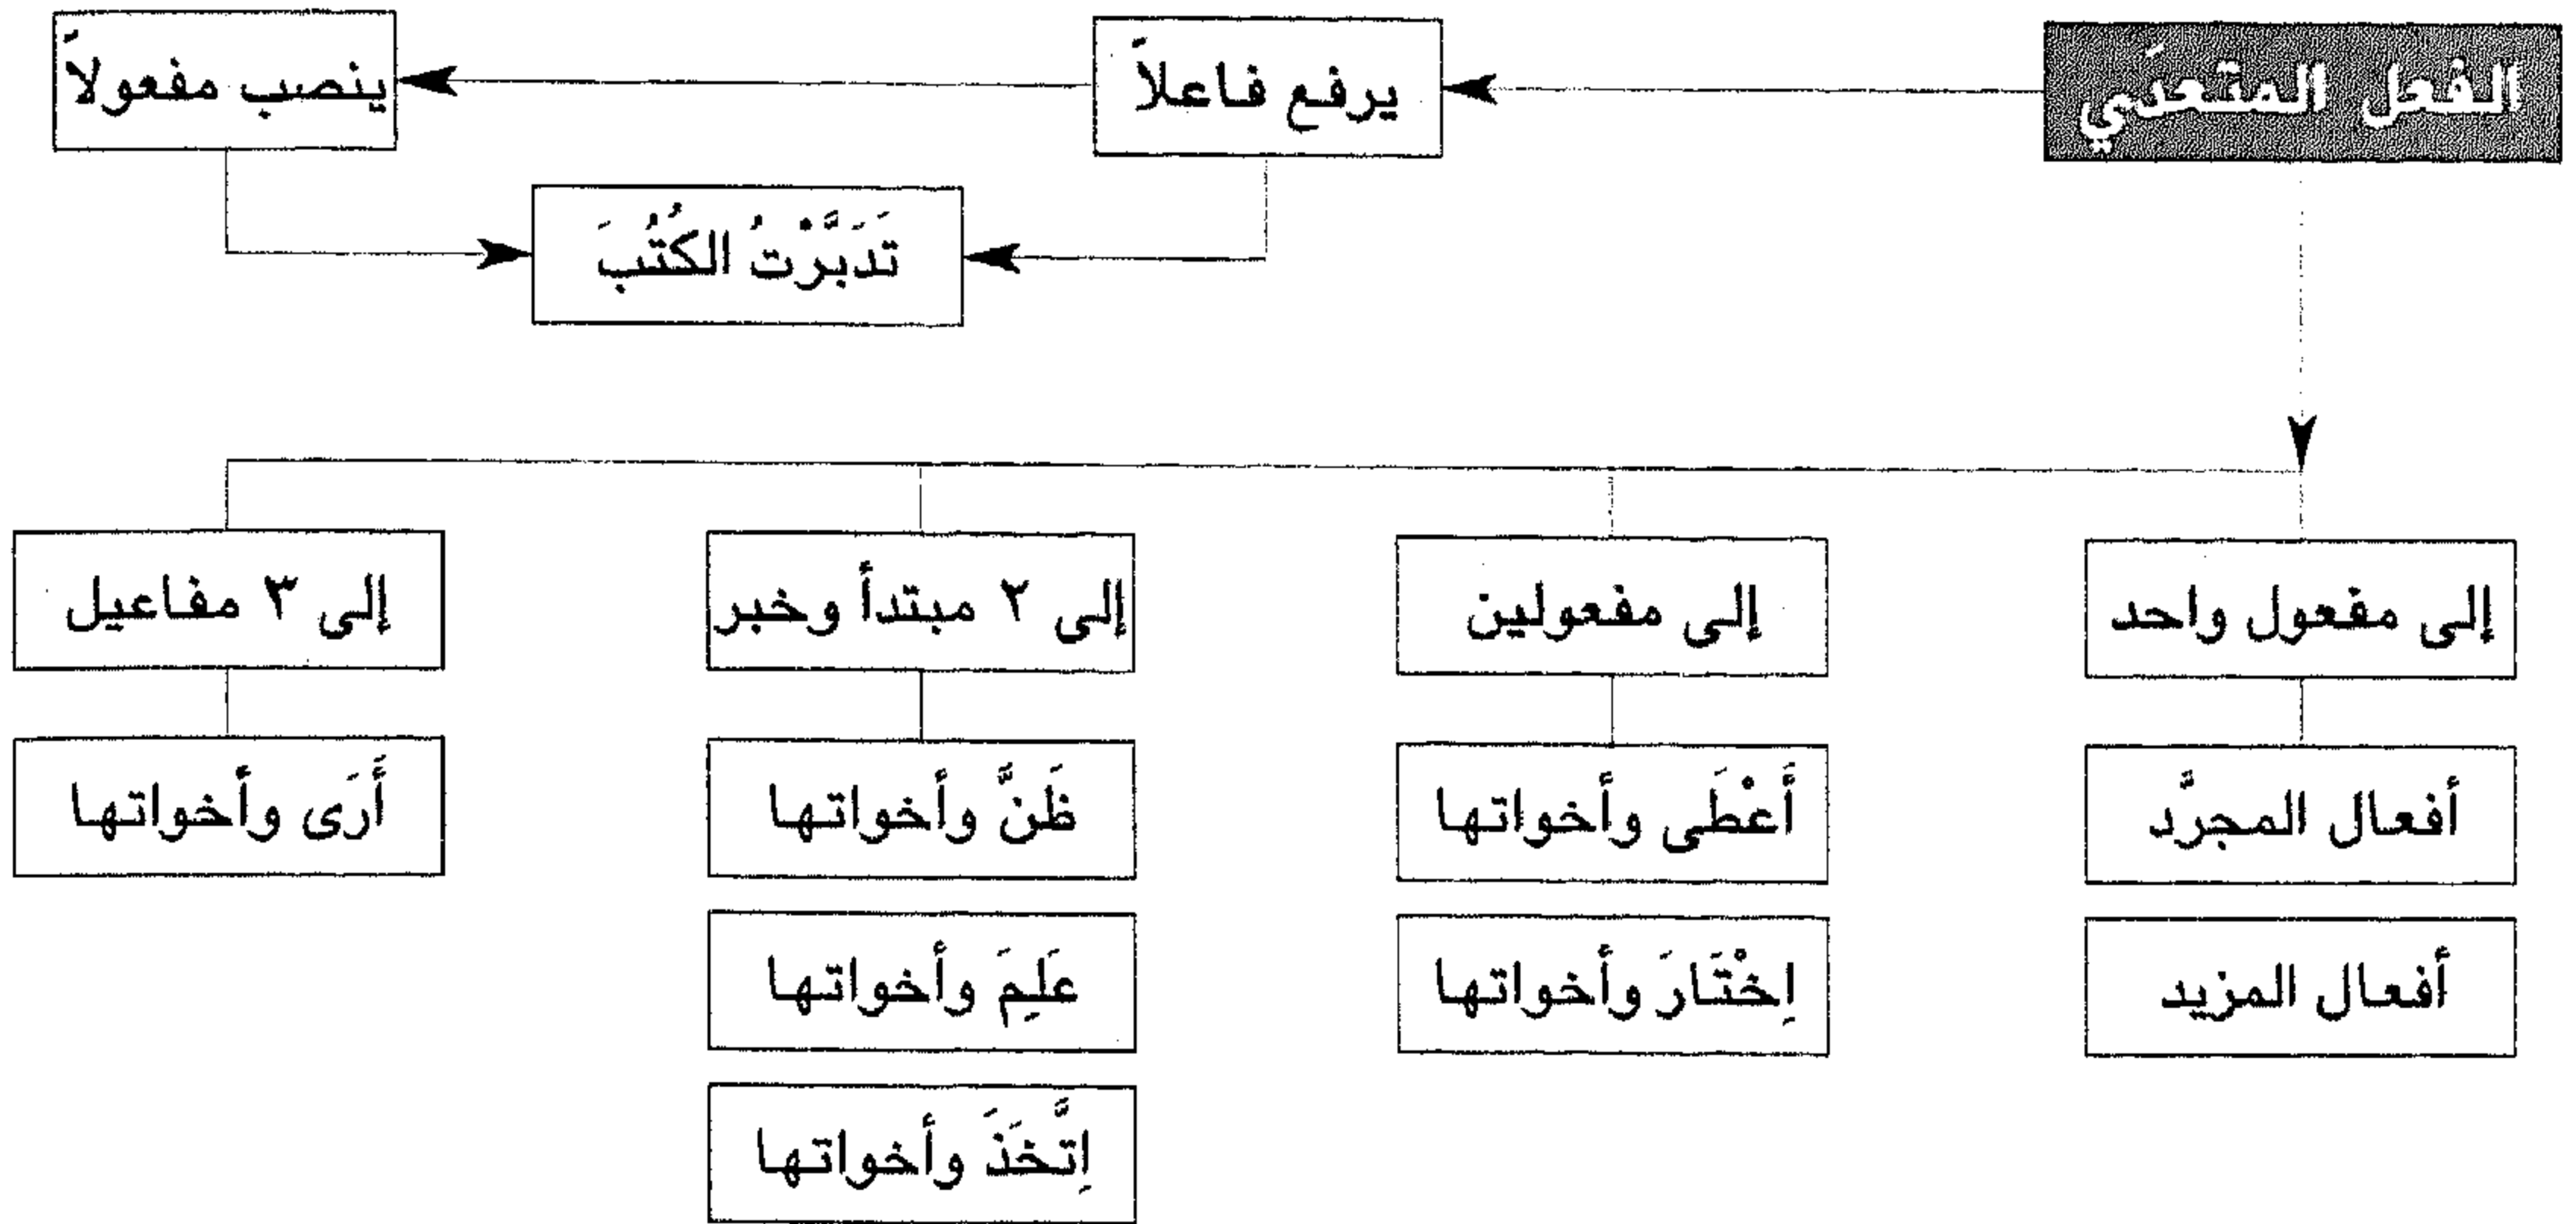 الفعل المتعدّي
يرفع فاعلاً
ينصب مفعولاً
تَدَبَّرْتُ الكُتُبَ
إلى مفعول واحد
إلى مفعولين
إلى ٢ مبتدأ وخبر
إلى ٣ مفاعيل
أفعال المجرَّد
أَعْطَى وأخواتها
ظَنَّ وأخواتها
أَرَى وأخواتها
أفعال المزيد
اِخْتَارَ وأخواتها
عَلِمَ وأخواتها
اِتَّخَذَ وأخواتها